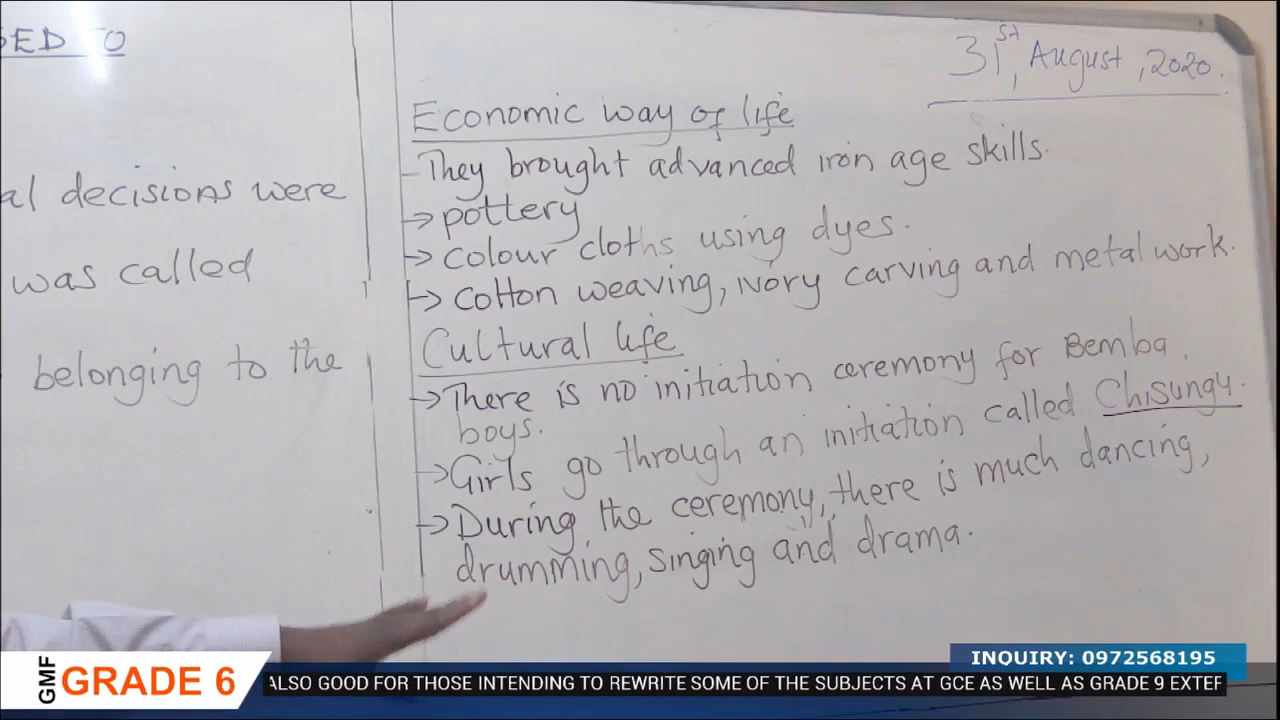 SED TO
al decisions were
was called
belonging to the
31st, August, 2020.
Economic way of life
-They brought advanced iron age skills.
→pottery
→colour cloths using dyes.
→cotton weaving, ivory carving and metal work.
Cultural life
→There is no initiation ceremony for Bemba
boys.
→Girls go through an initiation called Chisungu.
→During the ceremony, there is much dancing,
drumming, singing and drama.
INQUIRY: 0972568195
GMF GRADE 6
ALSO GOOD FOR THOSE INTENDING TO REWRITE SOME OF THE SUBJECTS AT GCE AS WELL AS GRADE 9 EXTEF